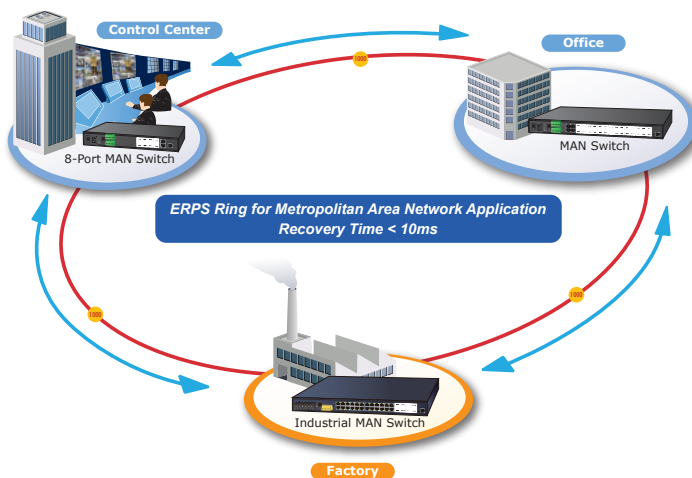 Control Center
Office
1000
8-Port MAN Switch
MAN Switch
ERPS Ring for Metropolitan Area Network Application
Recovery Time < 10ms
1000
1000
Industrial MAN Switch
Factory